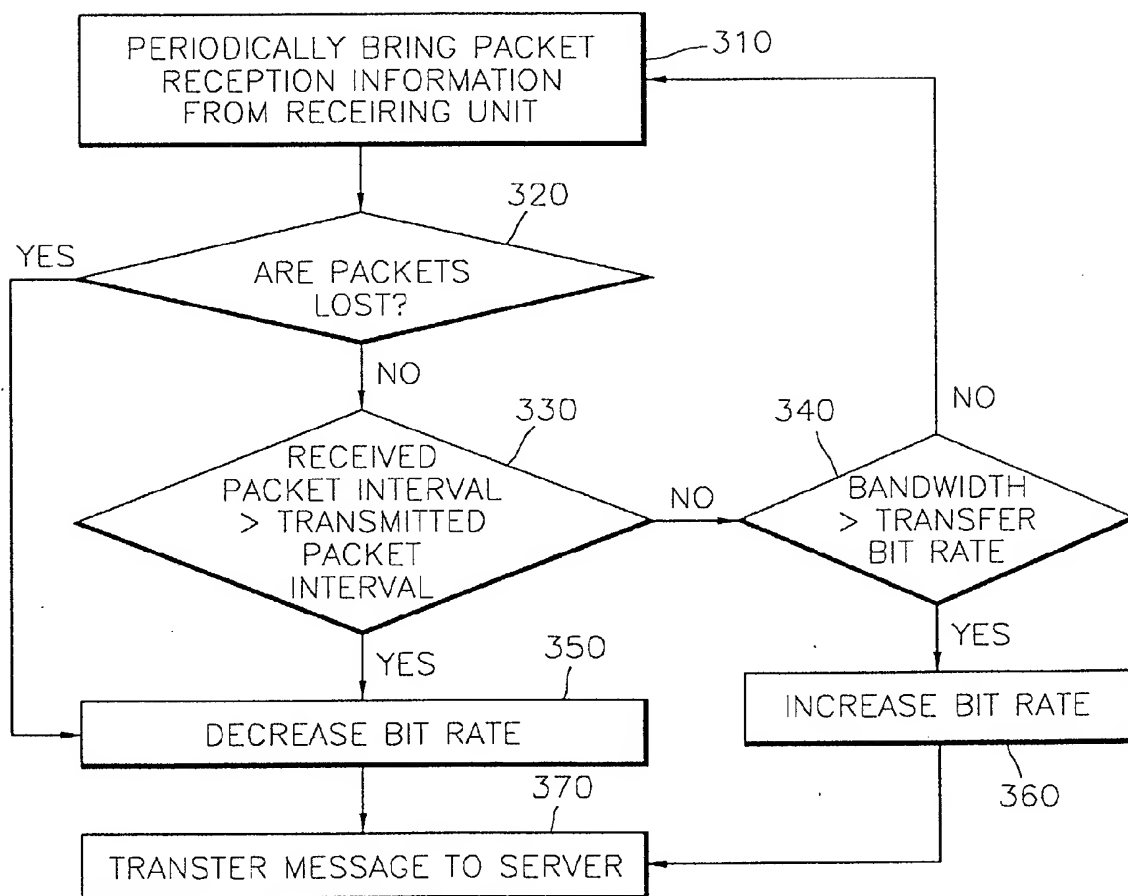 PERIODICALLY BRING PACKET
RECEPTION INFORMATION
FROM RECEIRING UNIT
310
320
YES
ARE PACKETS
LOST?
NO
330
RECEIVED
PACKET INTERVAL
> TRANSMITTED
PACKET
INTERVAL
NO
340
NO
BANDWIDTH
> TRANSFER
BIT RATE
YES
350
DECREASE BIT RATE
YES
INCREASE BIT RATE
360
370
TRANSTER MESSAGE TO SERVER